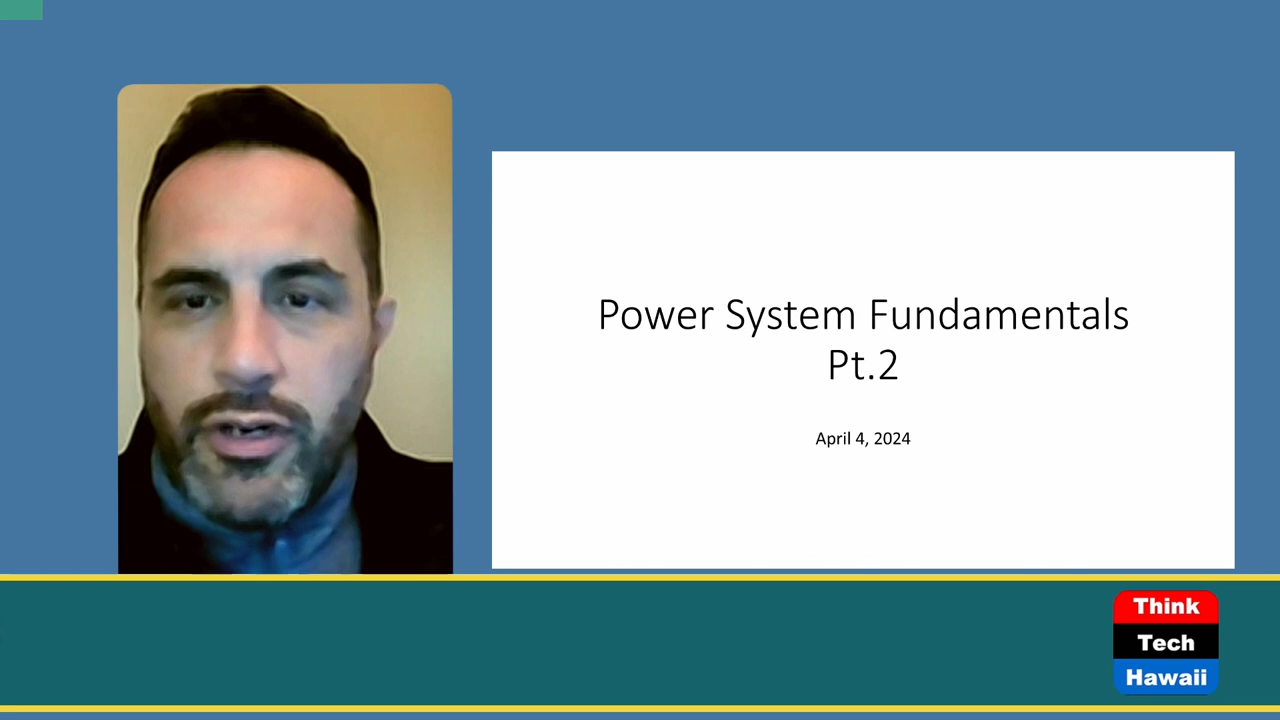 Power System Fundamentals
Pt.2
April 4, 2024
Think
Tech
Hawaii